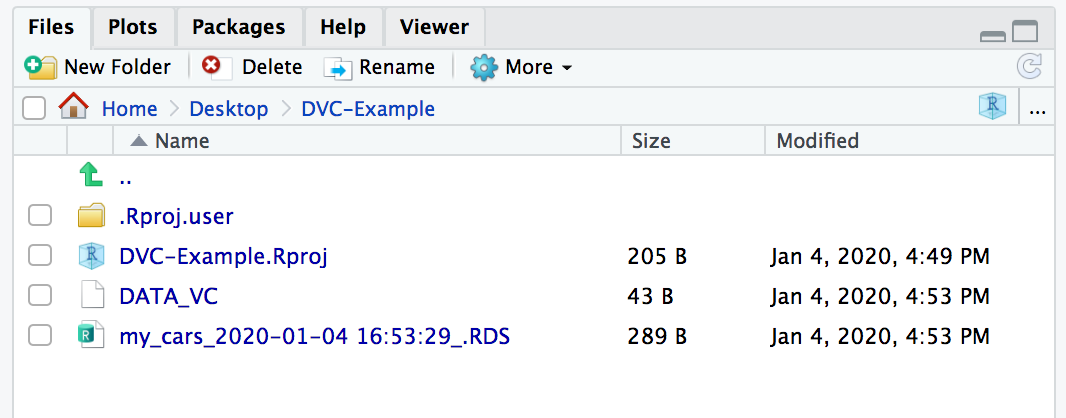 Files Plots Packages Help Viewer
New Folder Delete Rename More
Home Desktop DVC-Example R ...
Name Size Modified
..
.Rproj.user
R DVC-Example.Rproj 205 B Jan 4, 2020, 4:49 PM
DATA_VC 43 B Jan 4, 2020, 4:53 PM
R my_cars_2020-01-04 16:53:29_.RDS 289 B Jan 4, 2020, 4:53 PM